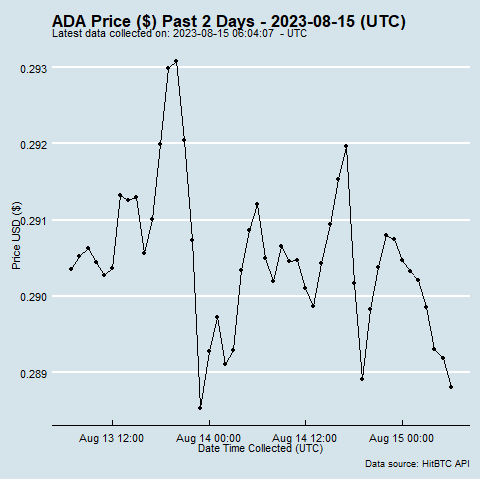 ADA Price ($) Past 2 Days - 2023-08-15 (UTC)
Latest data collected on: 2023-08-15 06:04:07  - UTC
0.293
0.292
0.291
0.290
0.289
Price USD ($)
Aug 13 12:00
Aug 14 00:00
Aug 14 12:00
Aug 15 00:00
Date Time Collected (UTC)
Data source: HitBTC API